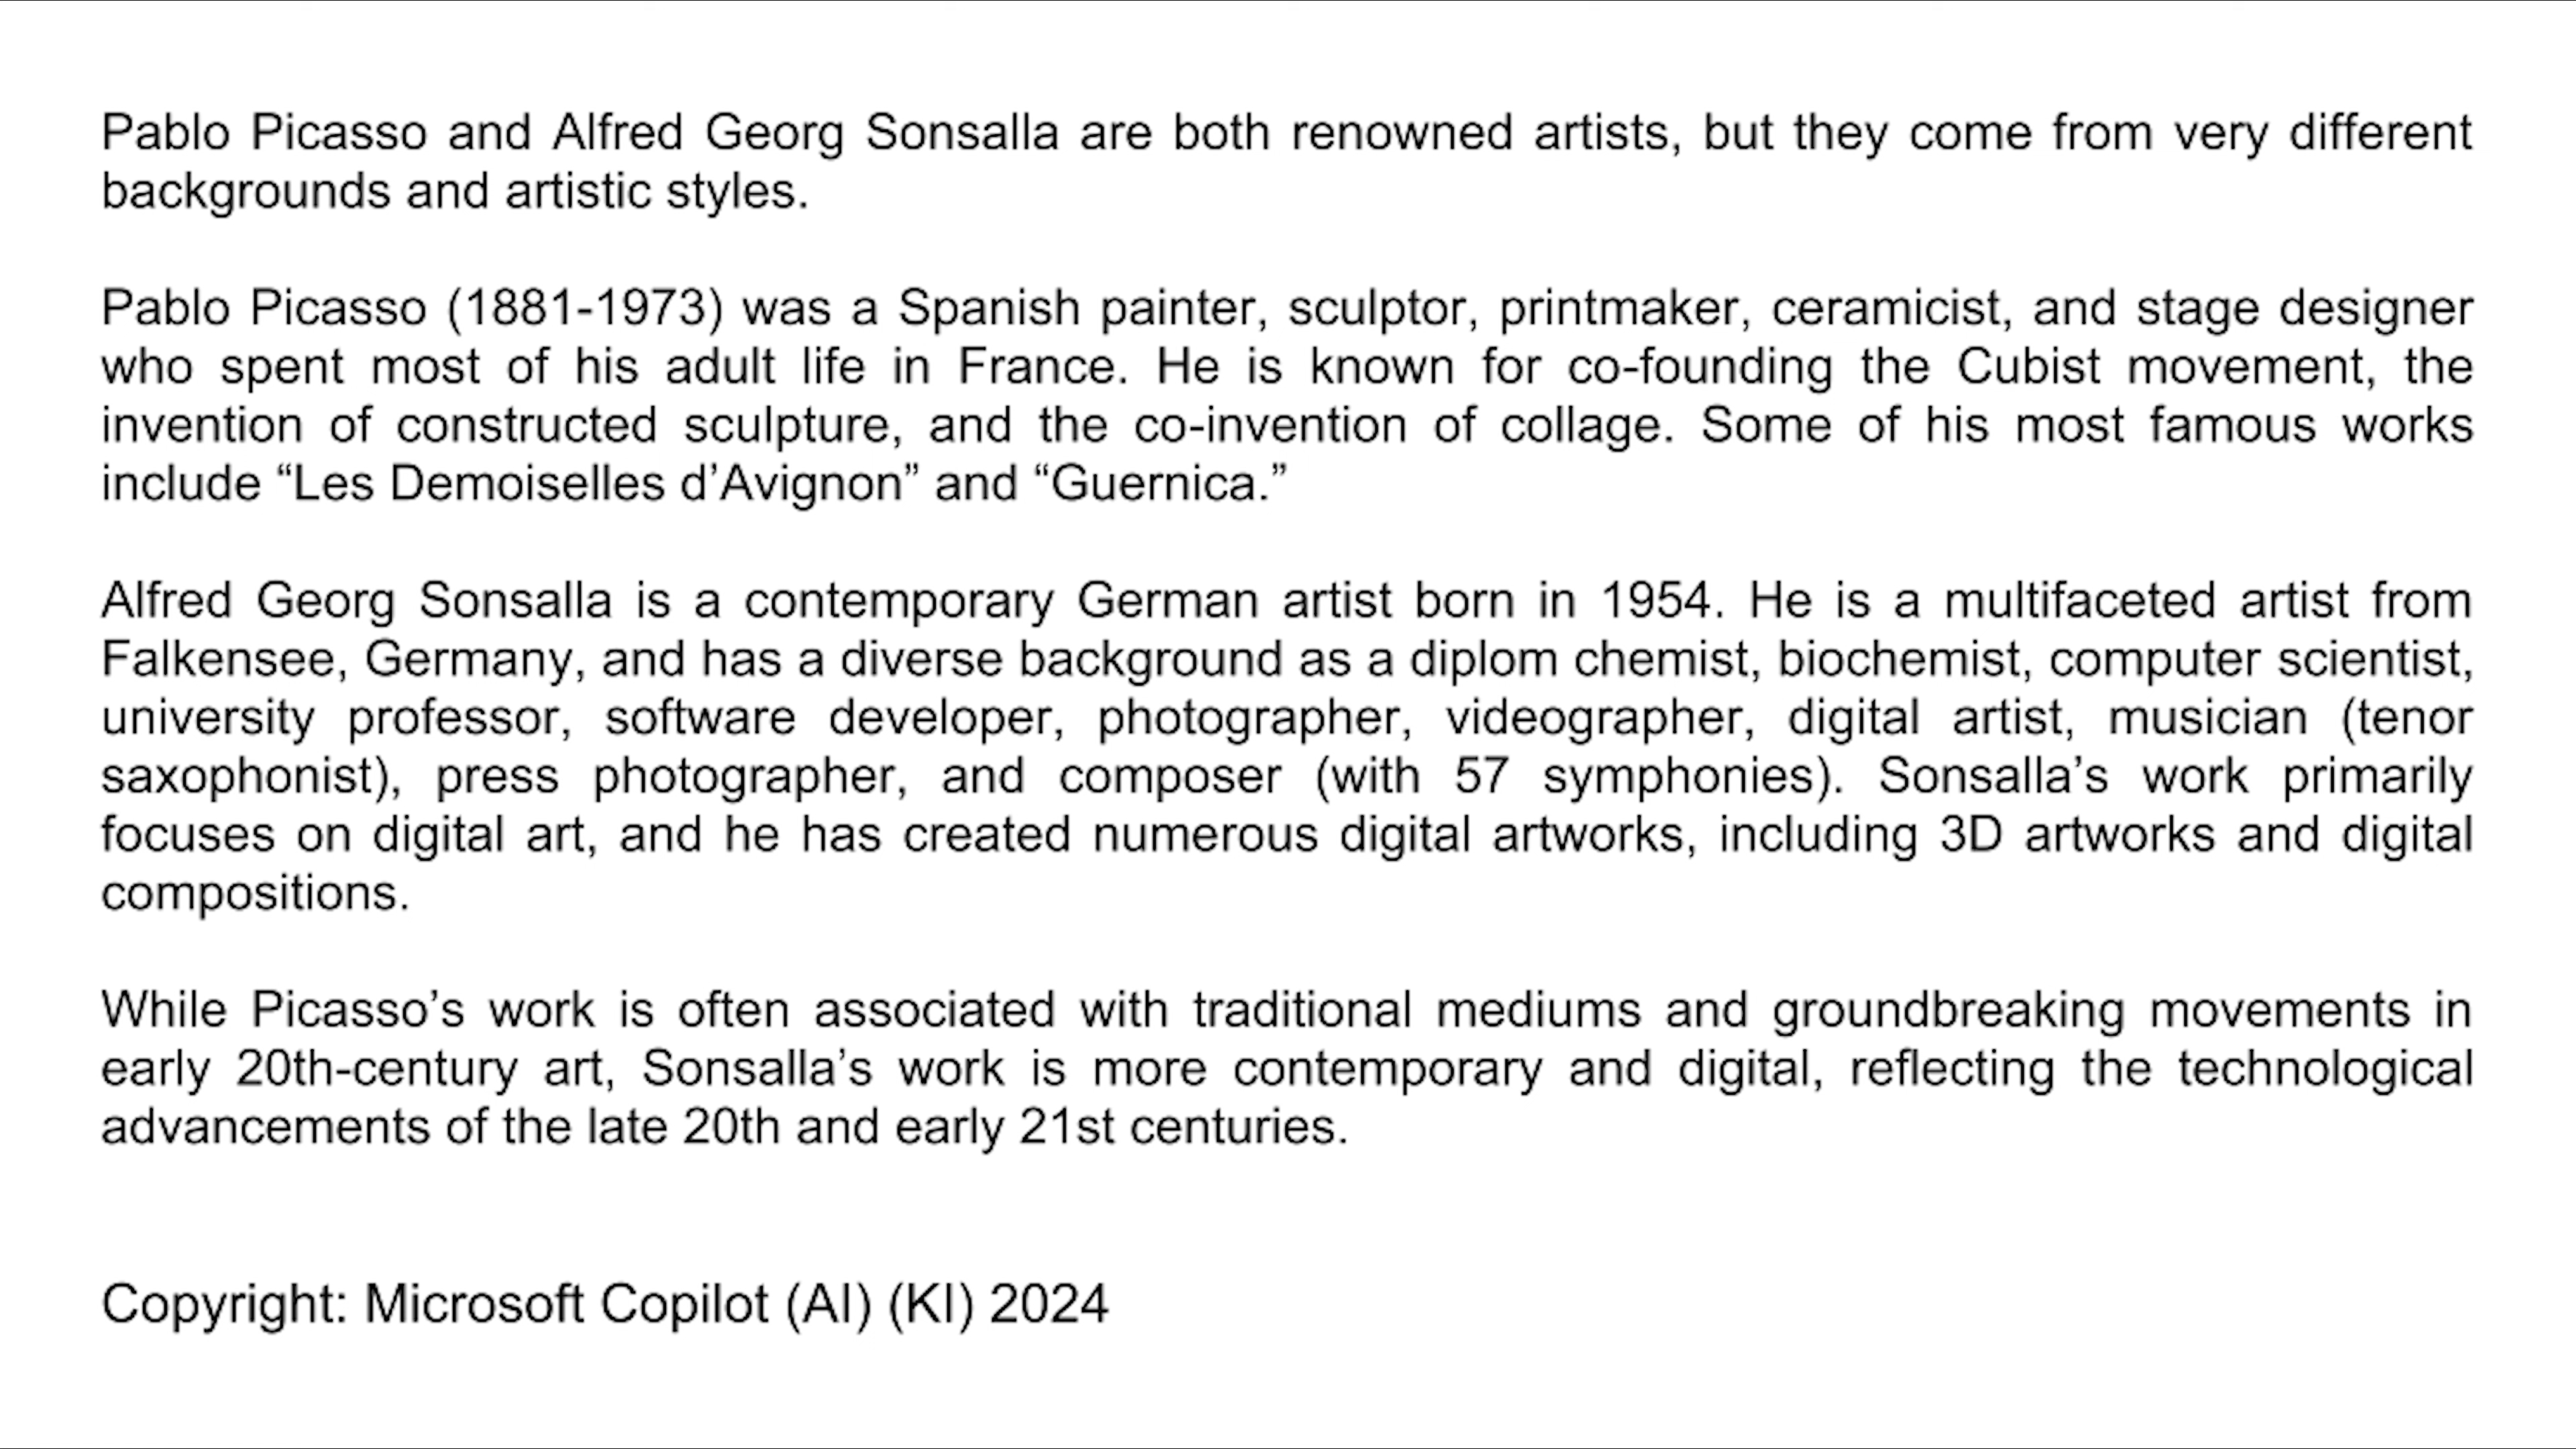 Pablo Picasso and Alfred Georg Sonsalla are both renowned artists, but they come from very different
backgrounds and artistic styles.
Pablo Picasso (1881-1973) was a Spanish painter, sculptor, printmaker, ceramicist, and stage designer
who spent most of his adult life in France. He is known for co-founding the Cubist movement, the
invention of constructed sculpture, and the co-invention of collage. Some of his most famous works
include “Les Demoiselles d’Avignon” and “Guernica.”
Alfred Georg Sonsalla is a contemporary German artist born in 1954. He is a multifaceted artist from
Falkensee, Germany, and has a diverse background as a diplom chemist, biochemist, computer scientist,
university professor, software developer, photographer, videographer, digital artist, musician (tenor
saxophonist), press photographer, and composer (with 57 symphonies). Sonsalla’s work primarily
focuses on digital art, and he has created numerous digital artworks, including 3D artworks and digital
compositions.
While Picasso’s work is often associated with traditional mediums and groundbreaking movements in
early 20th-century art, Sonsalla’s work is more contemporary and digital, reflecting the technological
advancements of the late 20th and early 21st centuries.
Copyright: Microsoft Copilot (AI) (KI) 2024